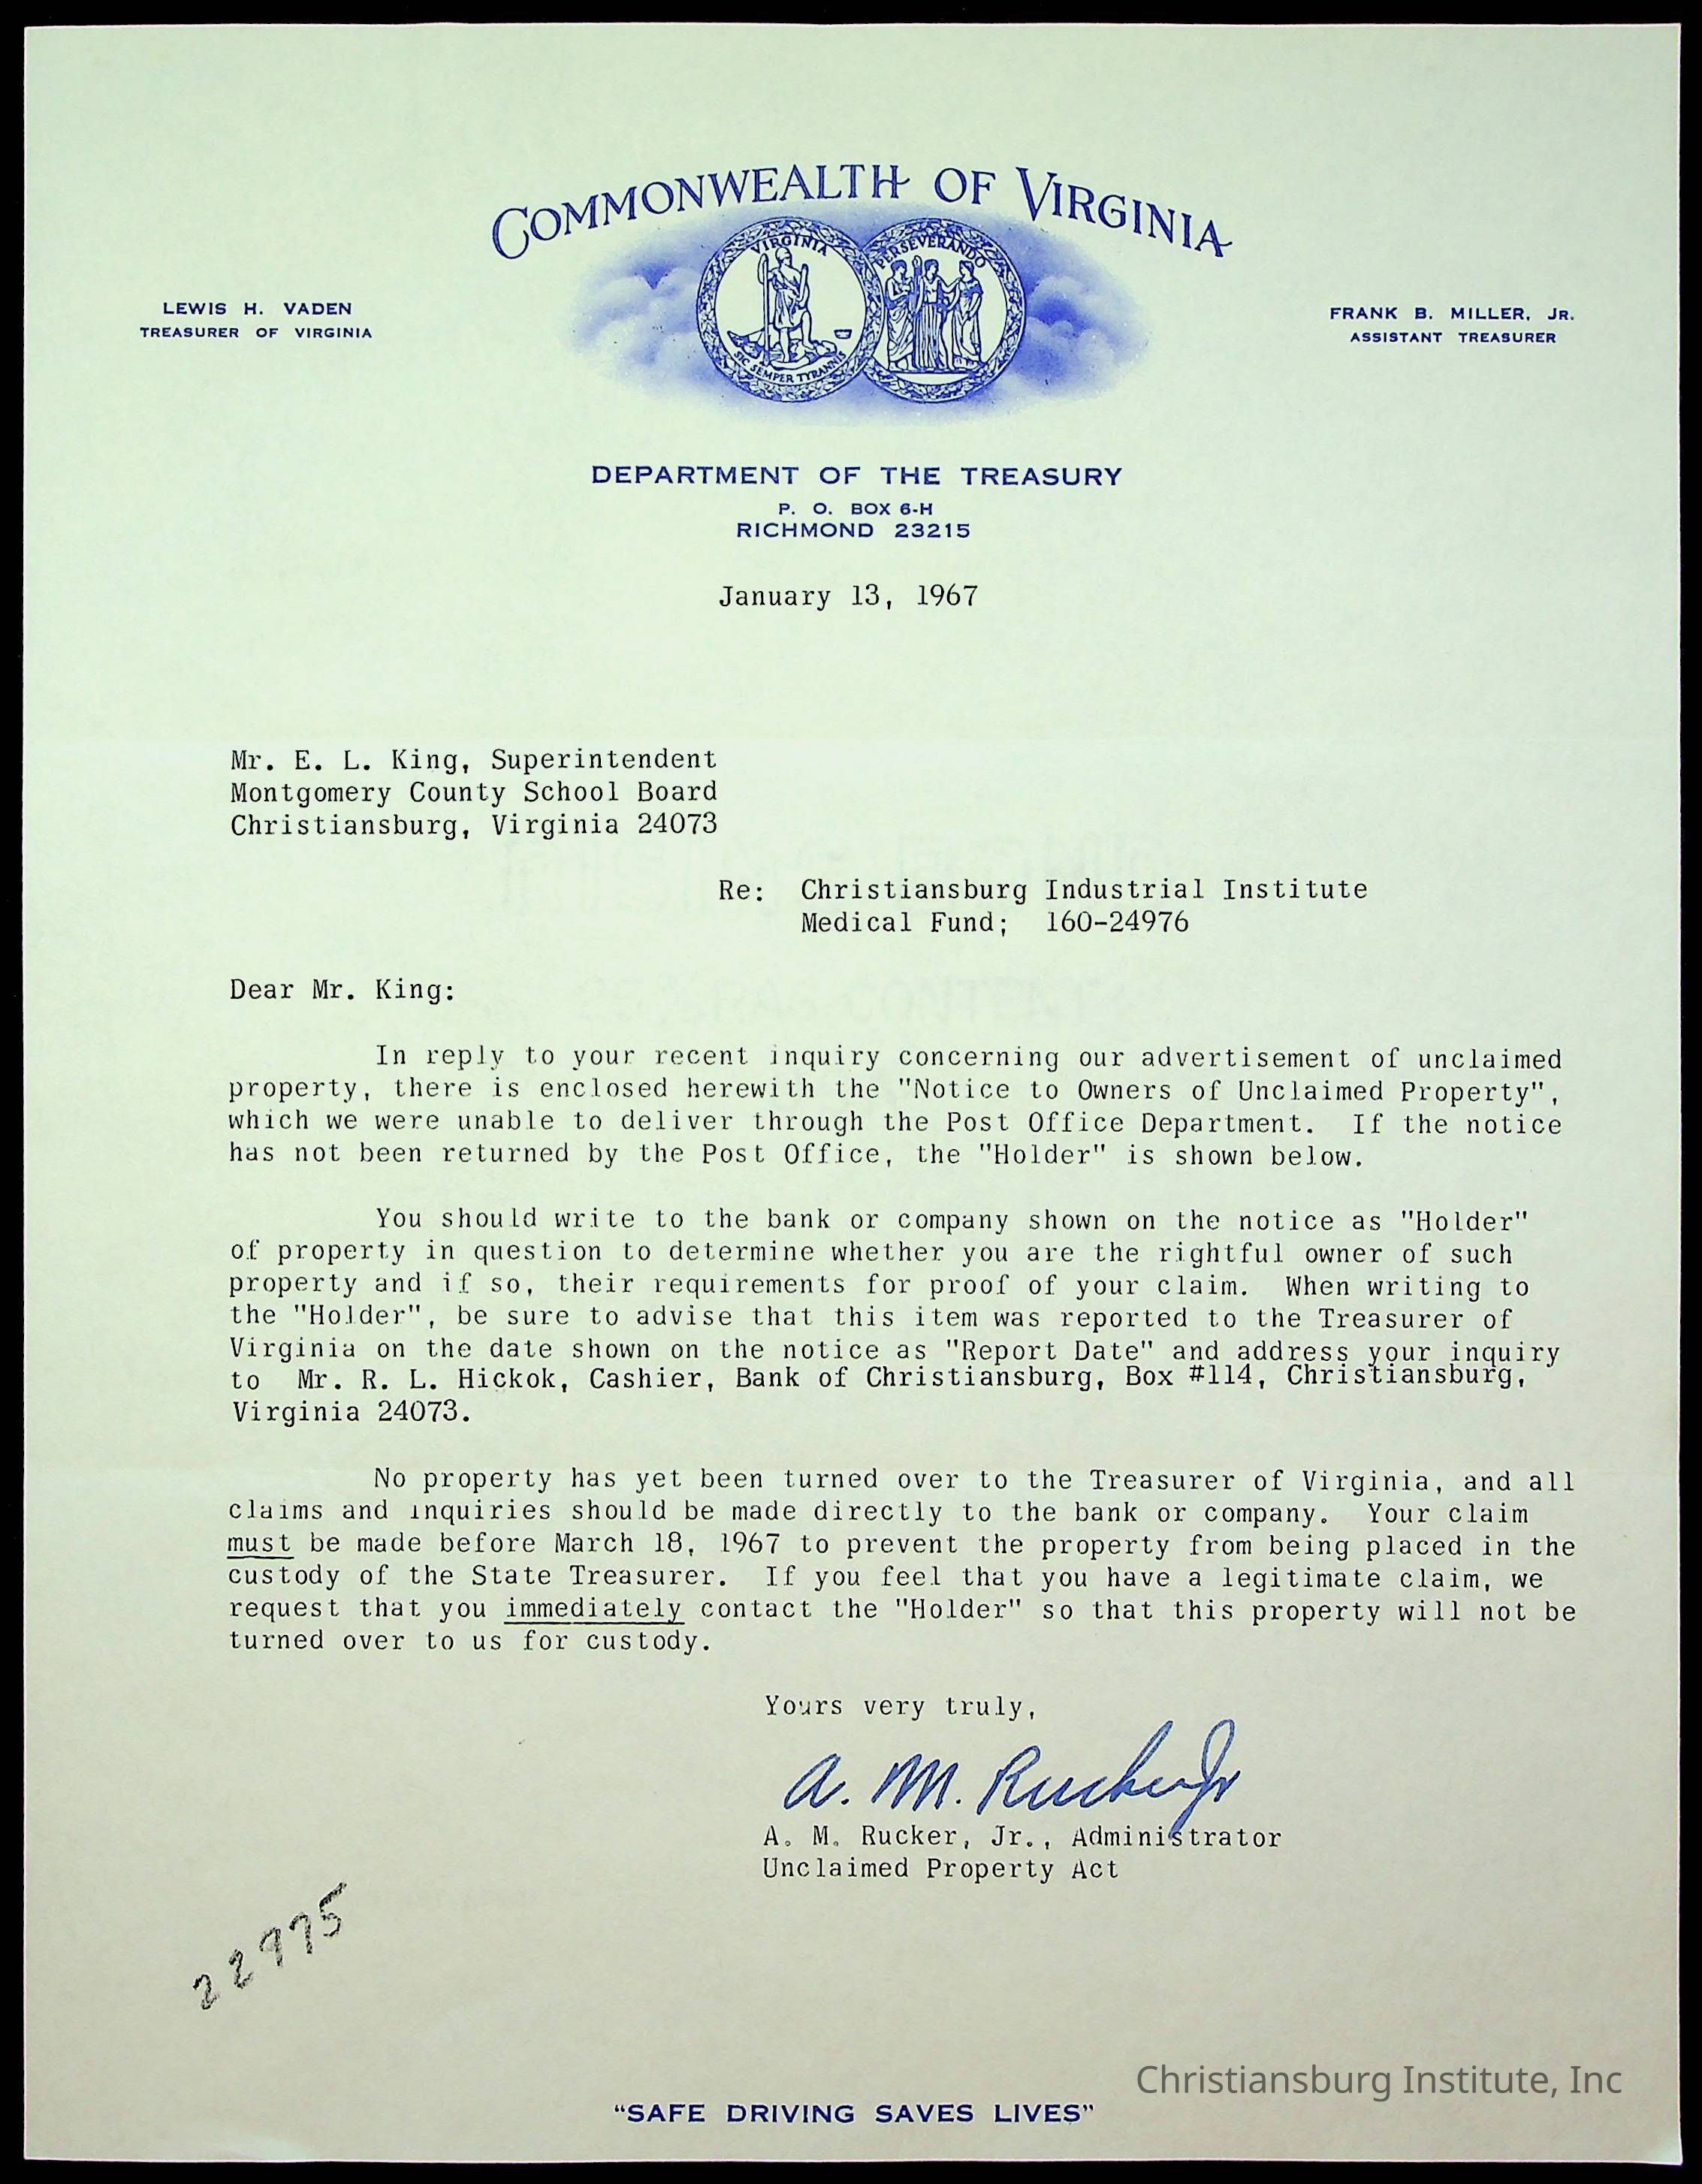 COMMONWEALTH OF VIRGINIA
VIRGINIA
PERSEVERANDO
SIC SEMPER TYRANNIS
LEWIS H. VADEN
TREASURER OF VIRGINIA
FRANK B. MILLER, JR.
ASSISTANT TREASURER
DEPARTMENT OF THE TREASURY
P. O. BOX 6-H
RICHMOND 23215
January 13, 1967
Mr. E. L. King, Superintendent
Montgomery County School Board
Christiansburg, Virginia 24073
Re: Christiansburg Industrial Institute
Medical Fund; 160-24976
Dear Mr. King:
In reply to your recent inquiry concerning our advertisement of unclaimed
property, there is enclosed herewith the "Notice to Owners of Unclaimed Property",
which we were unable to deliver through the Post Office Department. If the notice
has not been returned by the Post Office, the "Holder" is shown below.
You should write to the bank or company shown on the notice as "Holder"
of property in question to determine whether you are the rightful owner of such
property and if so, their requirements for proof of your claim. When writing to
the "Holder", be sure to advise that this item was reported to the Treasurer of
Virginia on the date shown on the notice as "Report Date" and address your inquiry
to Mr. R. L. Hickok, Cashier, Bank of Christiansburg, Box #114, Christiansburg,
Virginia 24073.
No property has yet been turned over to the Treasurer of Virginia, and all
claims and inquiries should be made directly to the bank or company. Your claim
must be made before March 18, 1967 to prevent the property from being placed in the
custody of the State Treasurer. If you feel that you have a legitimate claim, we
request that you immediately contact the "Holder" so that this property will not be
turned over to us for custody.
Yours very truly,
A. M. Rucker Jr
A. M. Rucker, Jr., Administrator
Unclaimed Property Act
22975
Christiansburg Institute, Inc
"SAFE DRIVING SAVES LIVES"